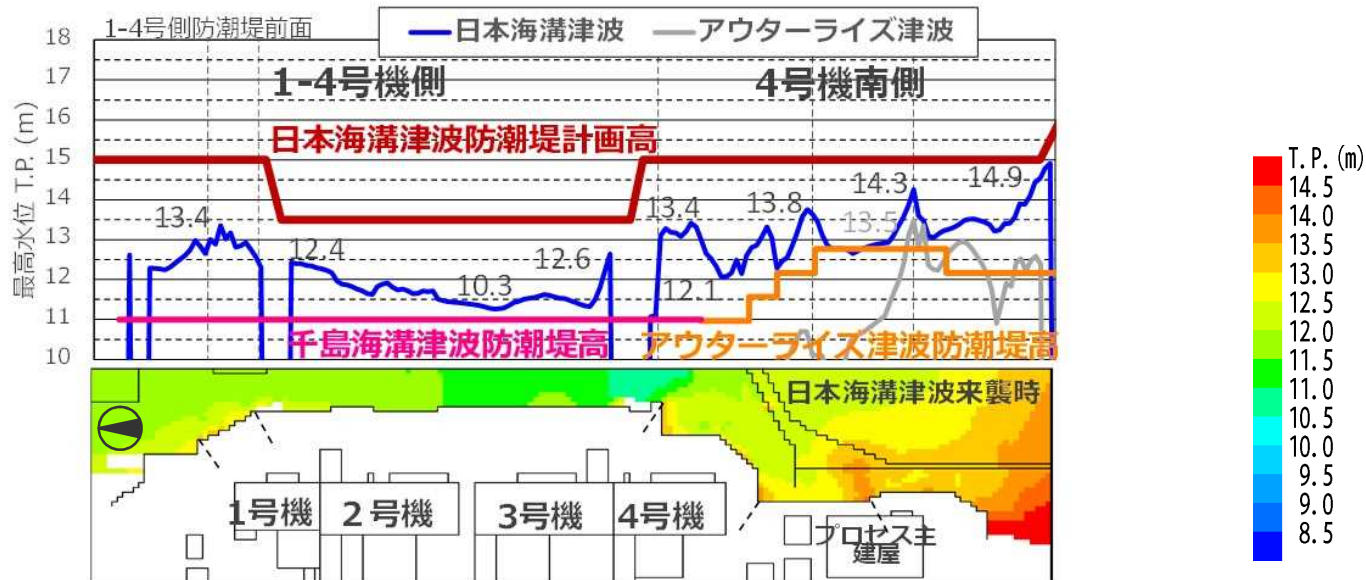 1-4号側防潮堤前面
日本海溝津波 アウターライズ津波
最高水位 T.P. (m)
18
17
16
15
14
13
12
11
10
1-4号機側
4号機南側
日本海溝津波防潮堤計画高
13.4
12.4
10.3
12.6
13.4
12.1
13.8
13.5
14.3
14.9
千島海溝津波防潮堤高
アウターライズ津波防潮堤高
日本海溝津波来襲時
1号機
2号機
3号機
4号機
プロセス主
建屋
T.P. (m)
14.5
14.0
13.5
13.0
12.5
12.0
11.5
11.0
10.5
10.0
9.5
9.0
8.5